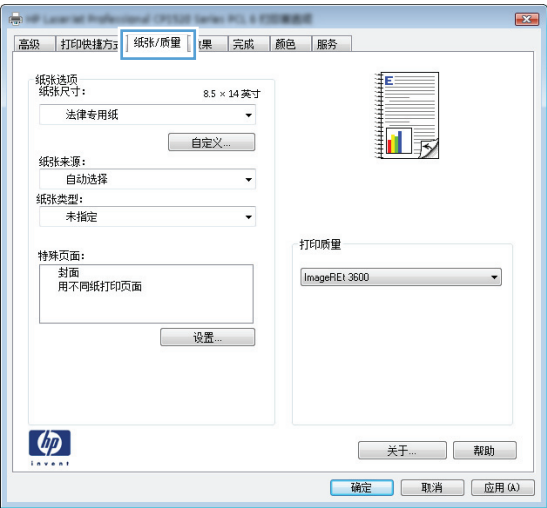 高级 打印快捷方式 纸张/质量 效果 完成 颜色 服务
纸张选项
纸张尺寸: 8.5 × 14 英寸
法律专用纸
自定义...
纸张来源:
自动选择
纸张类型:
未指定
特殊页面:
封面
用不同纸打印页面
设置...
E
打印质量
ImageREt 3600
hp
invent
关于... 帮助
确定 取消 应用(A)